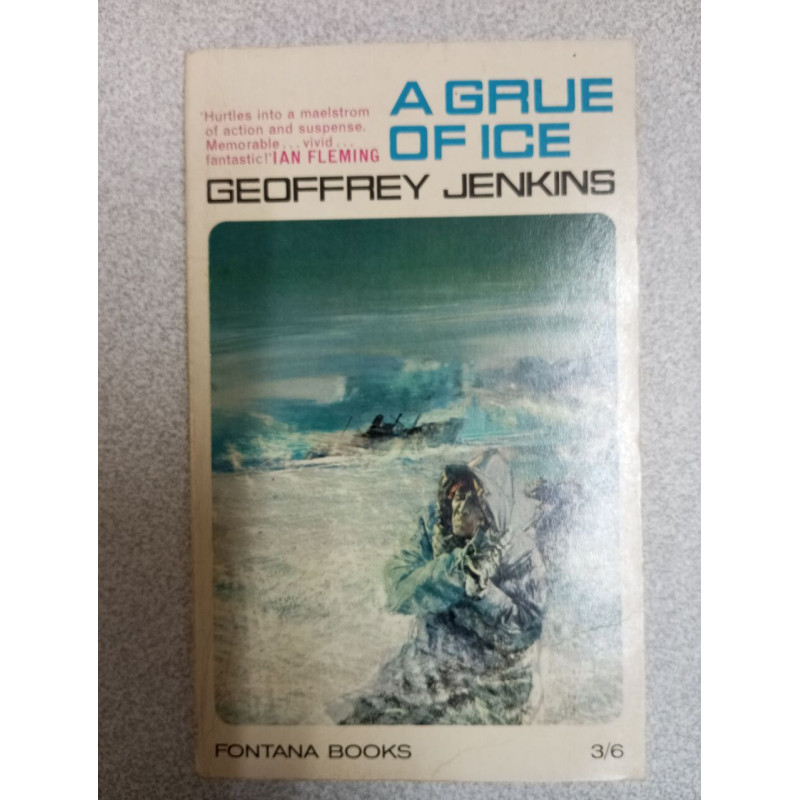 'Hurtles into a maelstrom
of action and suspense.
Memorable...vivid...
fantastic!' IAN FLEMING
A GRUE
OF ICE
GEOFFREY JENKINS
FONTANA BOOKS 3/6